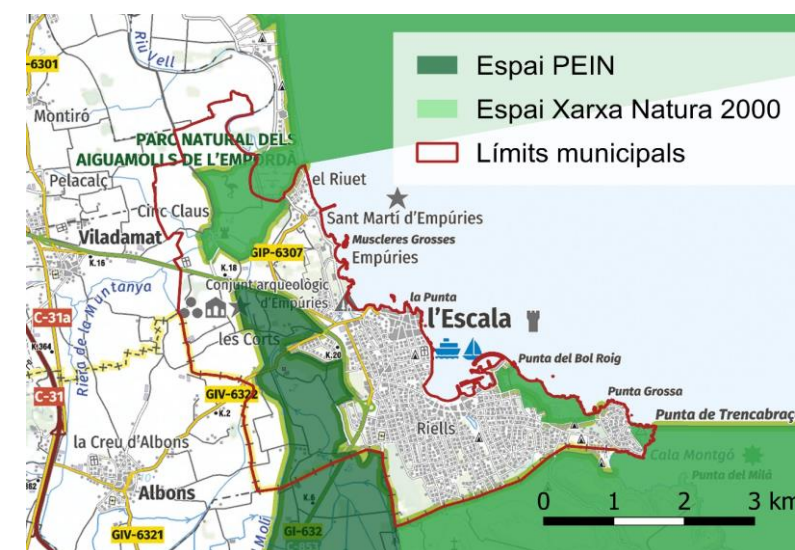 Riu Vell
-6301
Montiró
PARC NATURAL DELS
AIGUAMOLLS DE L'EMPORDÀ
Pelacalç
el Riuet
Cinc Claus
Sant Martí d'Empúries
Viladamat
Muscleres Grosses
GIP-6307
Empúries
K.16
K.18
Conjunt arqueològic
d'Empúries
la Punta
Riera de la Muntanya
C-31a
l'Escala
les Corts
K.20
K.364
Punta del Bol Roig
C-31
GIV-6322
Punta Grossa
K.2
Punta de Trencabraç
la Creu d'Albons
Riells
Cala Montgó
Punta del Milà
Albons
K.6
GI-632
GIV-6321
Molí
Espai PEIN
Espai Xarxa Natura 2000
Límits municipals
0 1 2 3 km